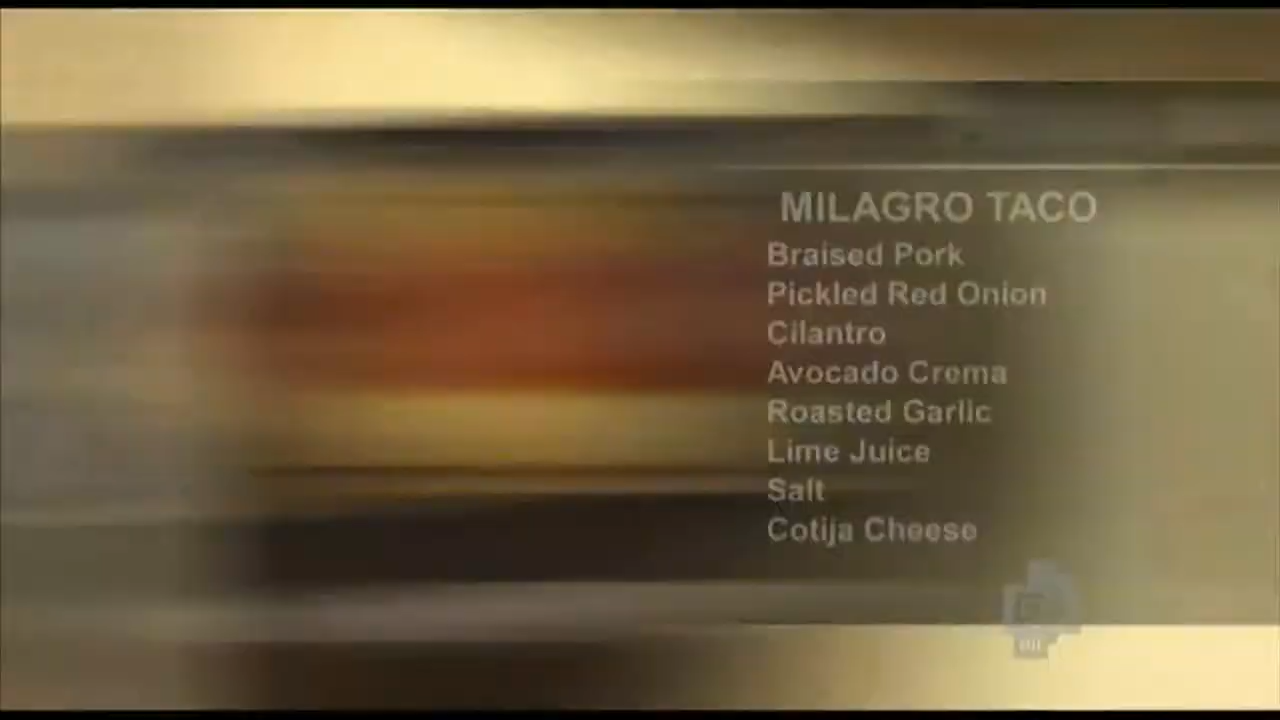 MILAGRO TACO
Braised Pork
Pickled Red Onion
Cilantro
Avocado Crema
Roasted Garlic
Lime Juice
Salt
Cotija Cheese